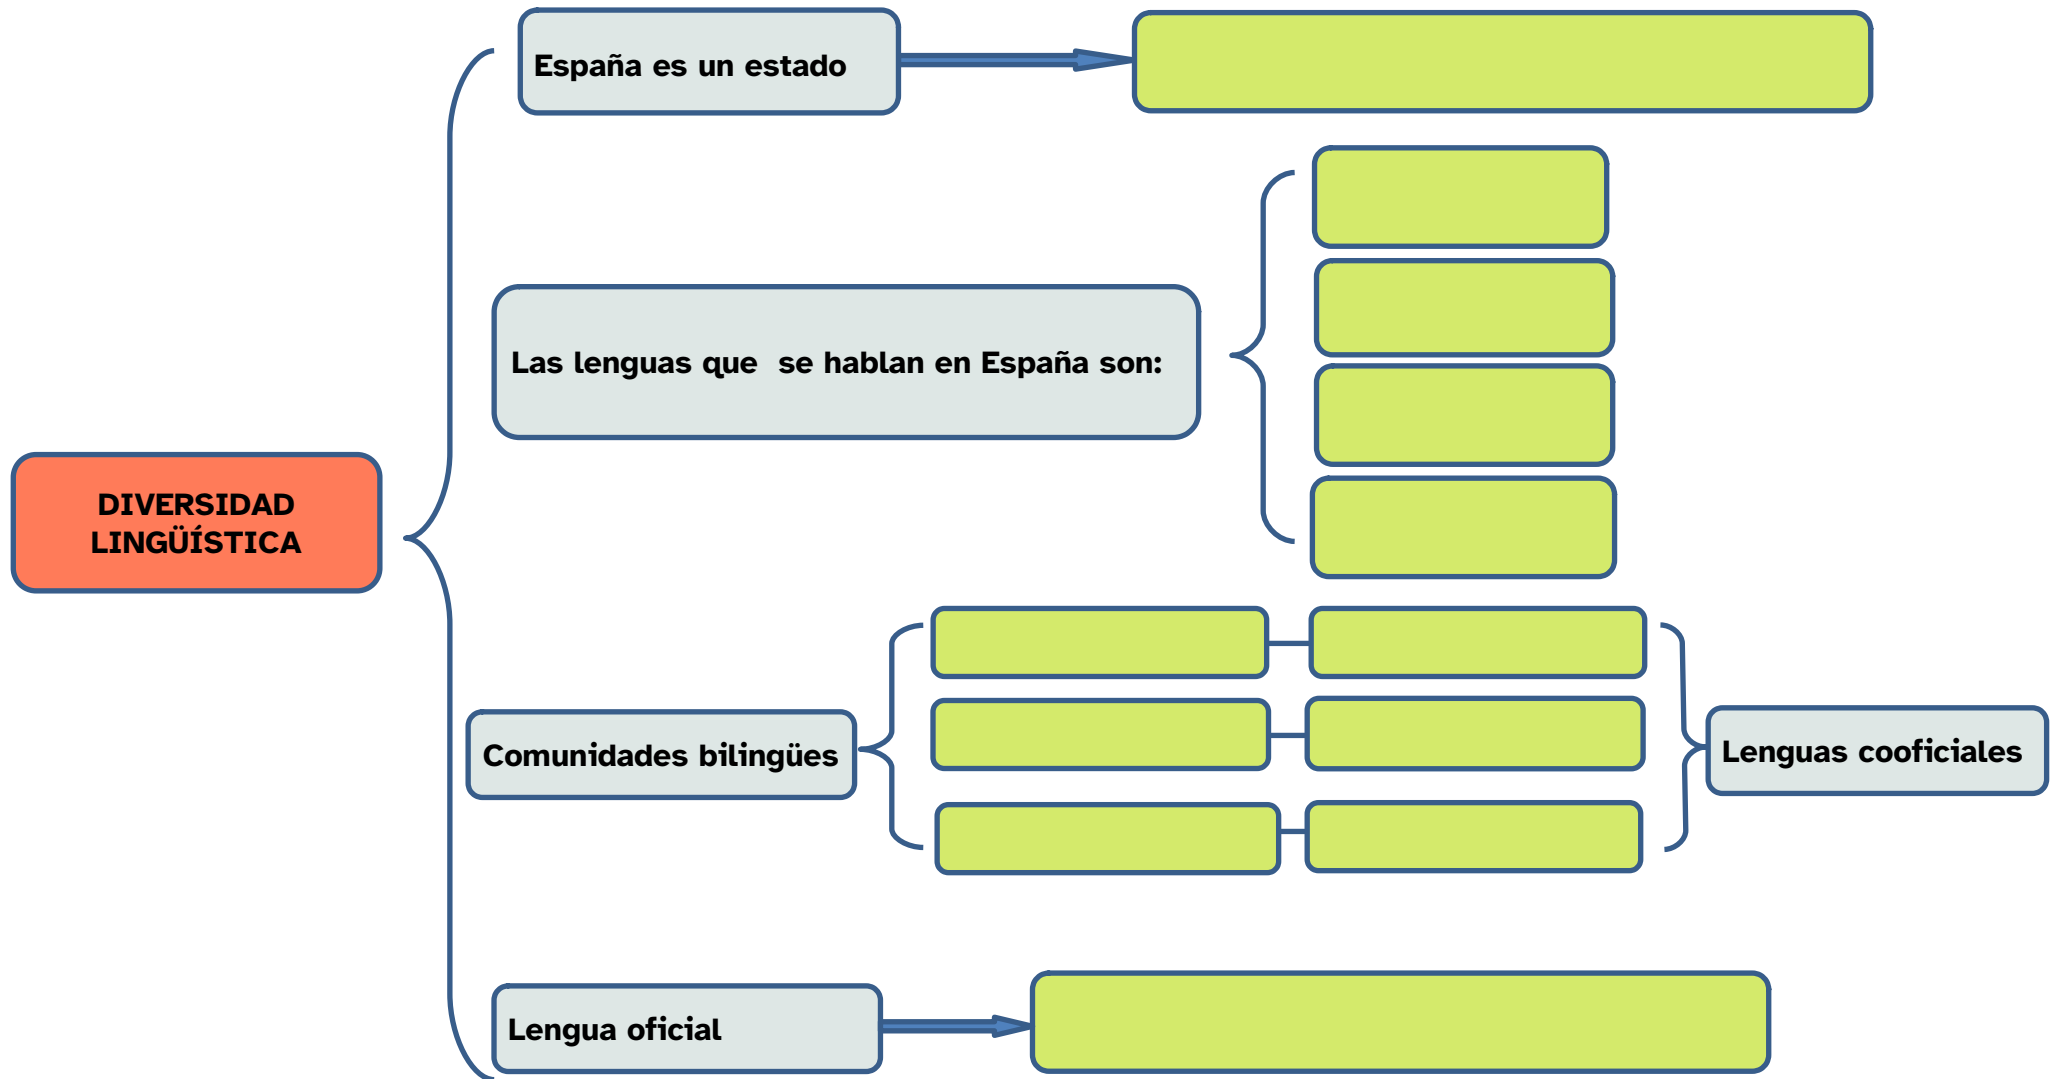 España es un estado
Las lenguas que  se hablan en España son:
DIVERSIDAD
LINGÜÍSTICA
Comunidades bilingües
Lenguas cooficiales
Lengua oficial